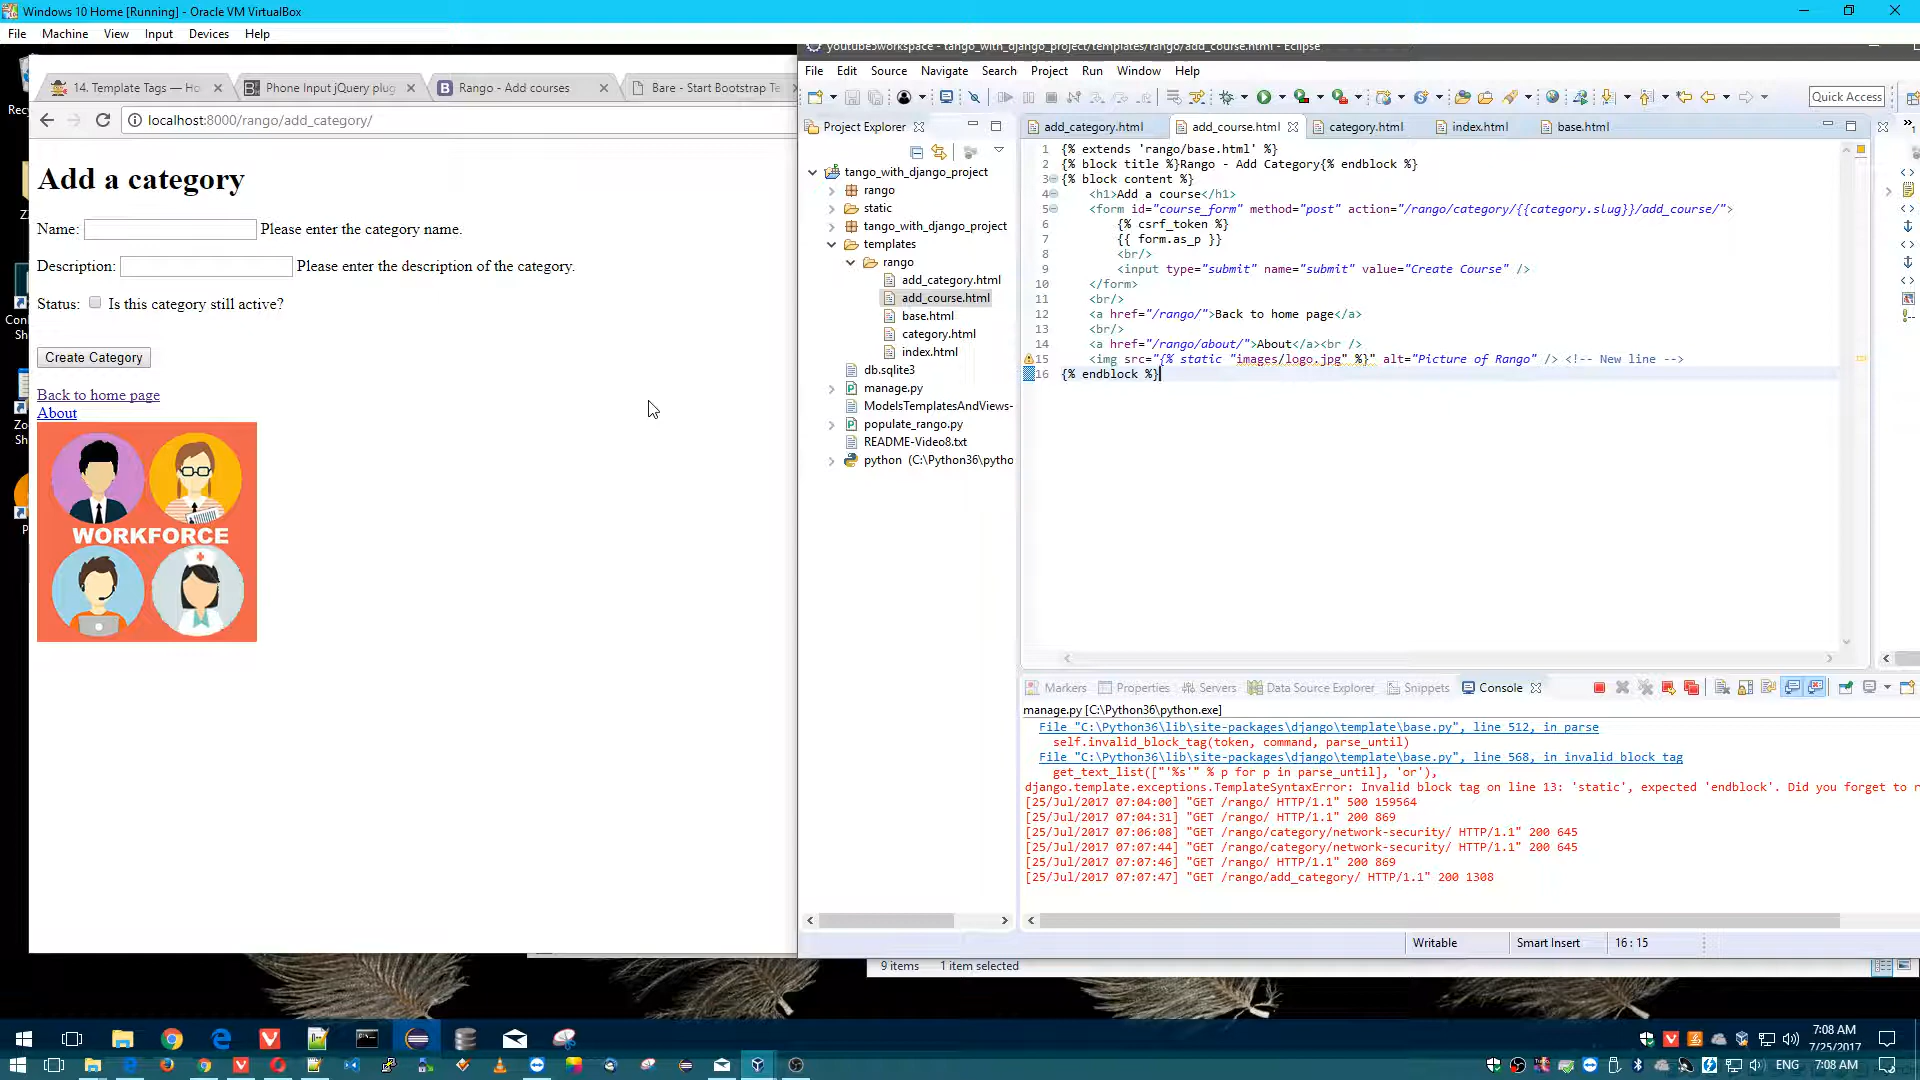 Windows 10 Home [Running] - Oracle VM VirtualBox
File Machine View Input Devices Help
14. Template Tags — Ho
Phone Input jQuery plug
Rango - Add courses
Bare - Start Bootstrap Te
localhost:8000/rango/add_category/
Add a category
Name: Please enter the category name.
Description: Please enter the description of the category.
Status: Is this category still active?
Create Category
Back to home page
About
WORKFORCE
youtube5workspace - tango_with_django_project/templates/rango/add_course.html - Eclipse
File Edit Source Navigate Search Project Run Window Help
Quick Access
Project Explorer
tango_with_django_project
rango
static
tango_with_django_project
templates
rango
add_category.html
add_course.html
base.html
category.html
index.html
db.sqlite3
manage.py
ModelsTemplatesAndViews-
populate_rango.py
README-Video8.txt
python (C:\Python36\pytho
add_category.html add_course.html category.html index.html base.html
1 {% extends 'rango/base.html' %}
2 {% block title %}Rango - Add Category{% endblock %}
3 {% block content %}
4 <h1>Add a course</h1>
5 <form id="course_form" method="post" action="/rango/category/{{category.slug}}/add_course/">
6 {% csrf_token %}
7 {{ form.as_p }}
8 <br/>
9 <input type="submit" name="submit" value="Create Course" />
10 </form>
11 <br/>
12 <a href="/rango/">Back to home page</a>
13 <br/>
14 <a href="/rango/about/">About</a><br />
15 <img src="{% static "images/logo.jpg" %}" alt="Picture of Rango" /> <!-- New line -->
16 {% endblock %}
Markers Properties Servers Data Source Explorer Snippets Console
manage.py [C:\Python36\python.exe]
File "C:\Python36\lib\site-packages\django\template\base.py", line 512, in parse
self.invalid_block_tag(token, command, parse_until)
File "C:\Python36\lib\site-packages\django\template\base.py", line 568, in invalid block tag
get_text_list(["'%s'" % p for p in parse_until], 'or'),
django.template.exceptions.TemplateSyntaxError: Invalid block tag on line 13: 'static', expected 'endblock'. Did you forget to r
[25/Jul/2017 07:04:00] "GET /rango/ HTTP/1.1" 500 159564
[25/Jul/2017 07:04:31] "GET /rango/ HTTP/1.1" 200 869
[25/Jul/2017 07:06:08] "GET /rango/category/network-security/ HTTP/1.1" 200 645
[25/Jul/2017 07:07:44] "GET /rango/category/network-security/ HTTP/1.1" 200 645
[25/Jul/2017 07:07:46] "GET /rango/ HTTP/1.1" 200 869
[25/Jul/2017 07:07:47] "GET /rango/add_category/ HTTP/1.1" 200 1308
Writable Smart Insert 16 : 15
9 items 1 item selected
7:08 AM
7/25/2017
ENG 7:08 AM